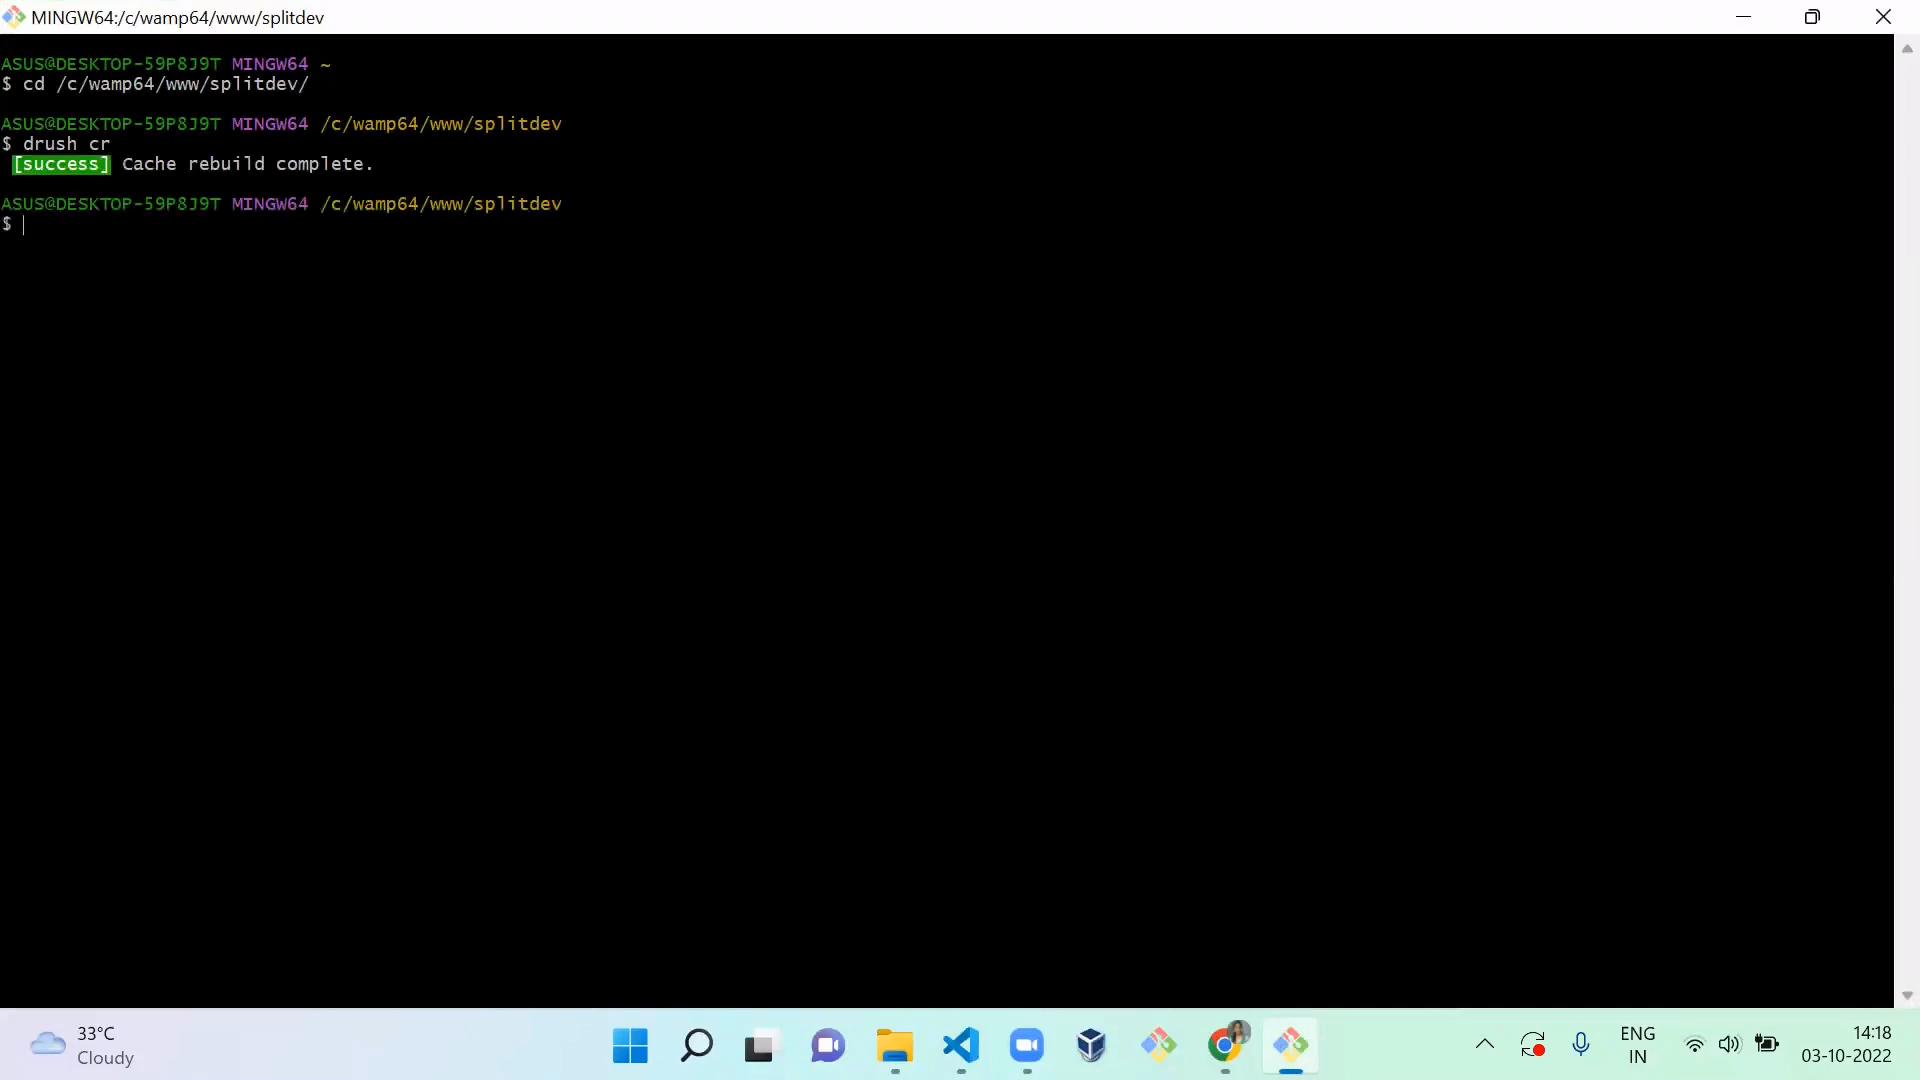 MINGW64:/c/wamp64/www/splitdev
ASUS@DESKTOP-59P8J9T MINGW64 ~
$ cd /c/wamp64/www/splitdev/
ASUS@DESKTOP-59P8J9T MINGW64 /c/wamp64/www/splitdev
$ drush cr
[success] Cache rebuild complete.
ASUS@DESKTOP-59P8J9T MINGW64 /c/wamp64/www/splitdev
$
33°C
Cloudy
ENG
IN
14:18
03-10-2022